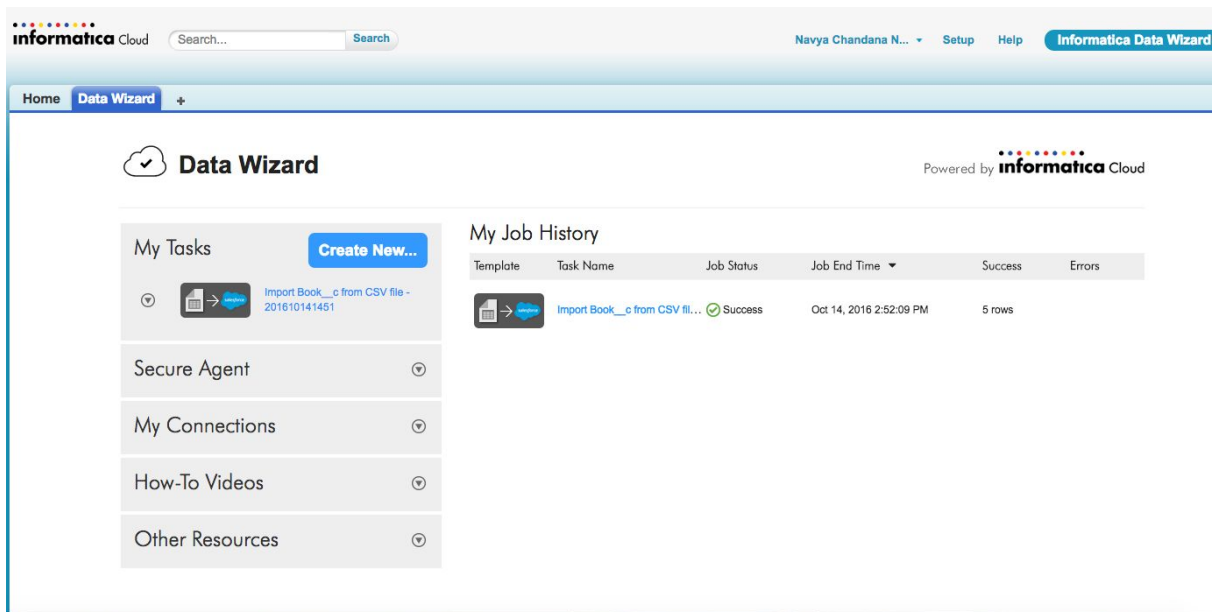 informatica Cloud Search... Search Navya Chandana N... Setup Help Informatica Data Wizard
Home Data Wizard +
Data Wizard
Powered by informatica Cloud
My Tasks Create New...
Import Book__c from CSV file -
201610141451
Secure Agent
My Connections
How-To Videos
Other Resources
My Job History
Template Task Name Job Status Job End Time Success Errors
salesforce Import Book__c from CSV fil... Success Oct 14, 2016 2:52:09 PM 5 rows